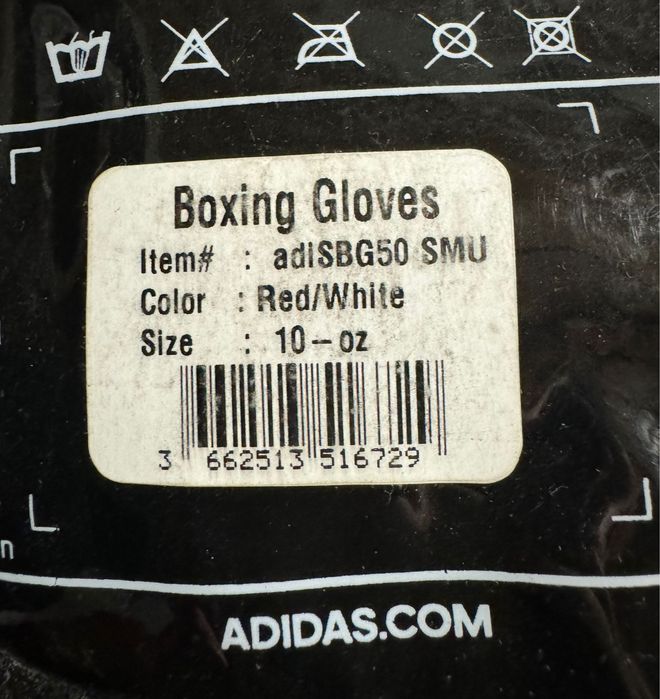 Boxing Gloves
Item# : adiSBG50 SMU
Color : Red/White
Size : 10-oz
3 662513 516729
n
ADIDAS.COM